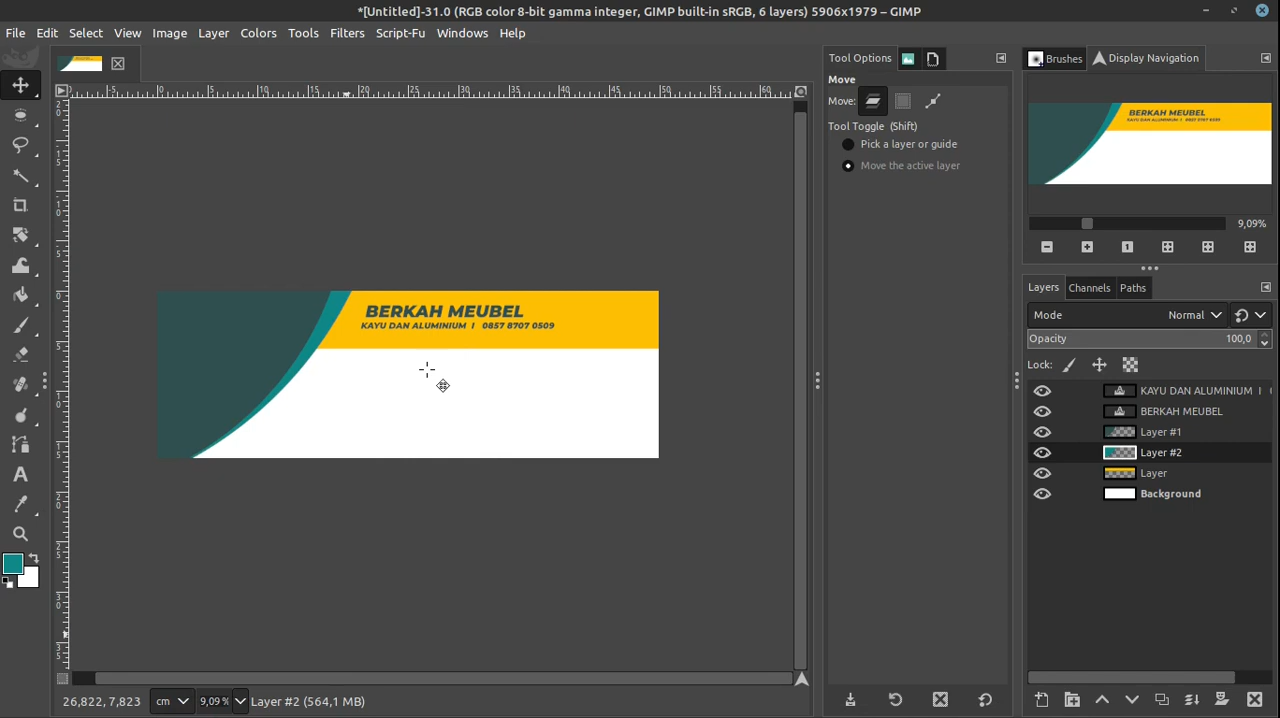 *[Untitled]-31.0 (RGB color 8-bit gamma integer, GIMP built-in sRGB, 6 layers) 5906x1979 – GIMP
File Edit Select View Image Layer Colors Tools Filters Script-Fu Windows Help
Tool Options
Brushes
Display Navigation
Move
Move:
Tool Toggle (Shift)
Pick a layer or guide
Move the active layer
BERKAH MEUBEL
KAYU DAN ALUMINIUM I 0857 8707 0509
9,09%
Layers Channels Paths
Mode Normal
Opacity 100,0
Lock:
KAYU DAN ALUMINIUM I
BERKAH MEUBEL
Layer #1
Layer #2
Layer
Background
26,822, 7,823 cm 9,09 % Layer #2 (564,1 MB)